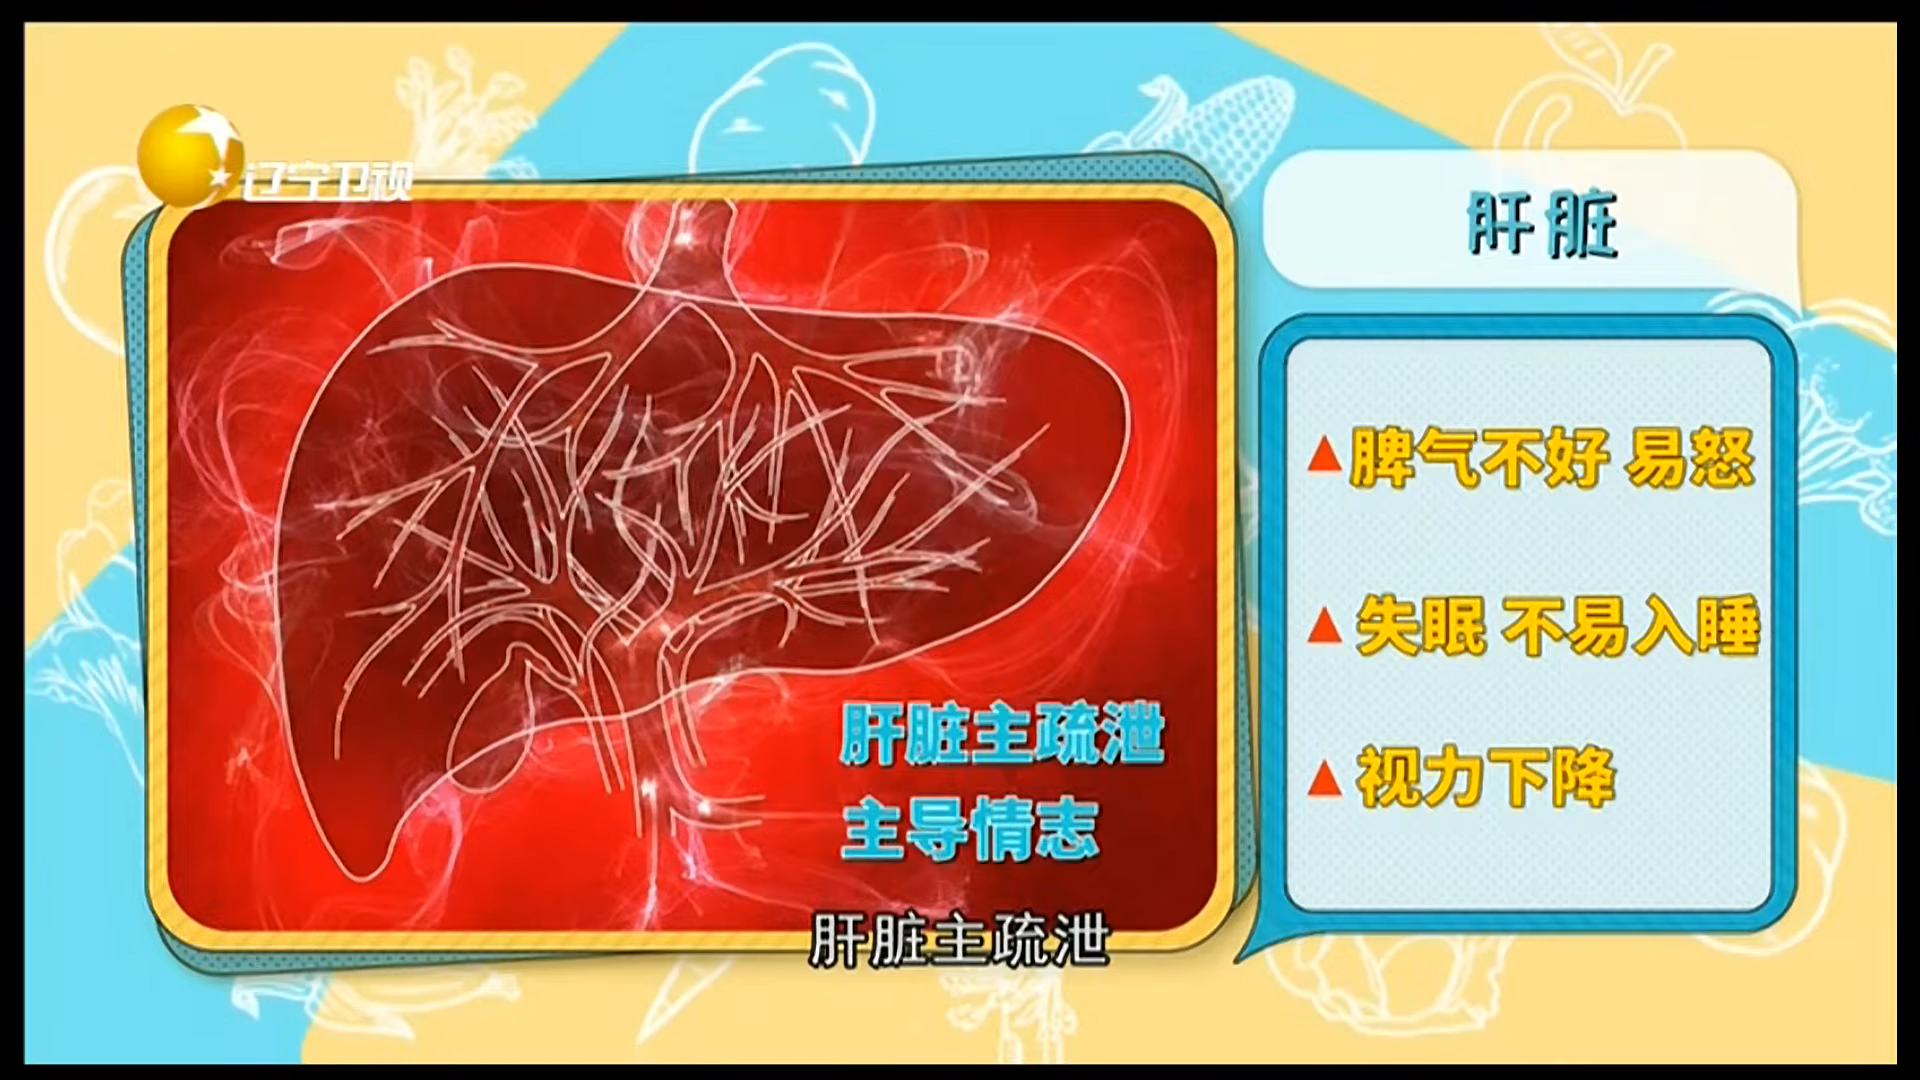 辽宁卫视
肝脏
脾气不好 易怒
失眠 不易入睡
视力下降
肝脏主疏泄
主导情志
肝脏主疏泄